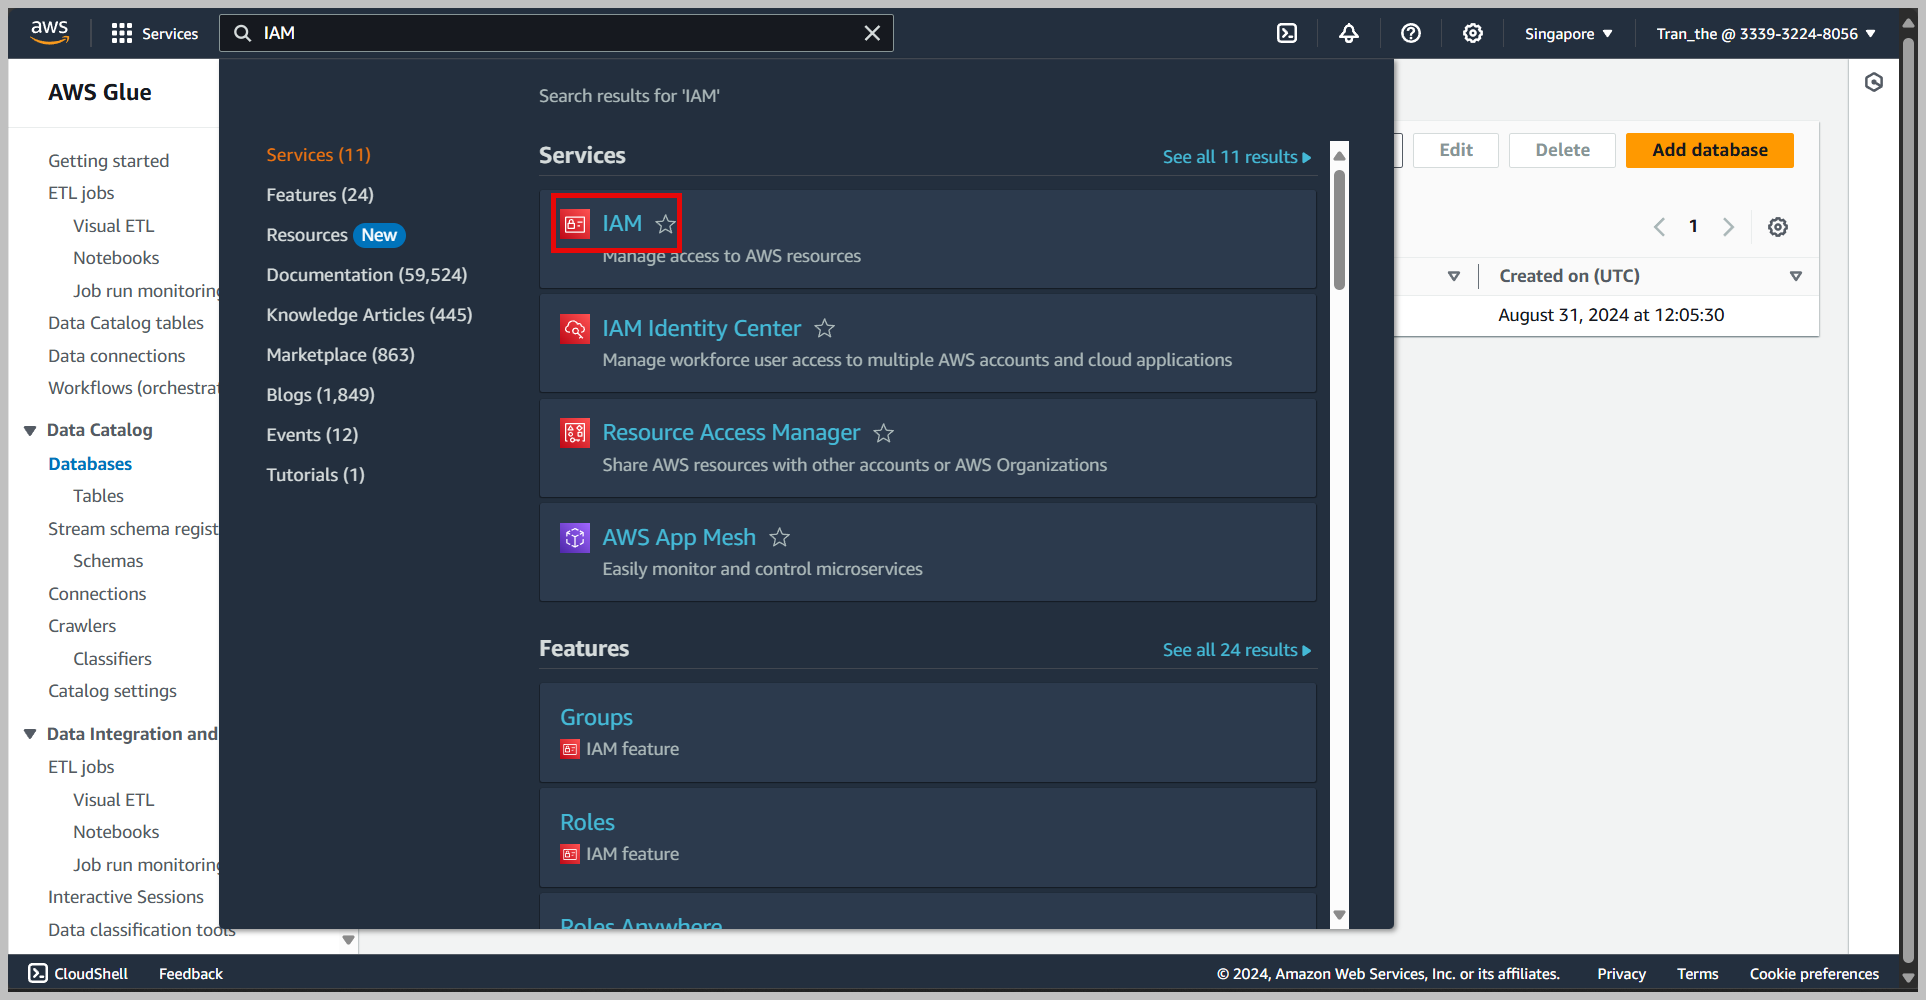 aws
Services
IAM
Singapore
Tran_the @ 3339-3224-8056
AWS Glue
Getting started
ETL jobs
Visual ETL
Notebooks
Job run monitoring
Data Catalog tables
Data connections
Workflows (orchestrat
Data Catalog
Databases
Tables
Stream schema regist
Schemas
Connections
Crawlers
Classifiers
Catalog settings
Data Integration and
ETL jobs
Visual ETL
Notebooks
Job run monitoring
Interactive Sessions
Data classification tools
Search results for 'IAM'
Services (11)
Features (24)
Resources New
Documentation (59,524)
Knowledge Articles (445)
Marketplace (863)
Blogs (1,849)
Events (12)
Tutorials (1)
Services
See all 11 results
IAM
Manage access to AWS resources
IAM Identity Center
Manage workforce user access to multiple AWS accounts and cloud applications
Resource Access Manager
Share AWS resources with other accounts or AWS Organizations
AWS App Mesh
Easily monitor and control microservices
Features
See all 24 results
Groups
IAM feature
Roles
IAM feature
Roles Anywhere
Edit
Delete
Add database
1
Created on (UTC)
August 31, 2024 at 12:05:30
CloudShell
Feedback
© 2024, Amazon Web Services, Inc. or its affiliates.
Privacy
Terms
Cookie preferences